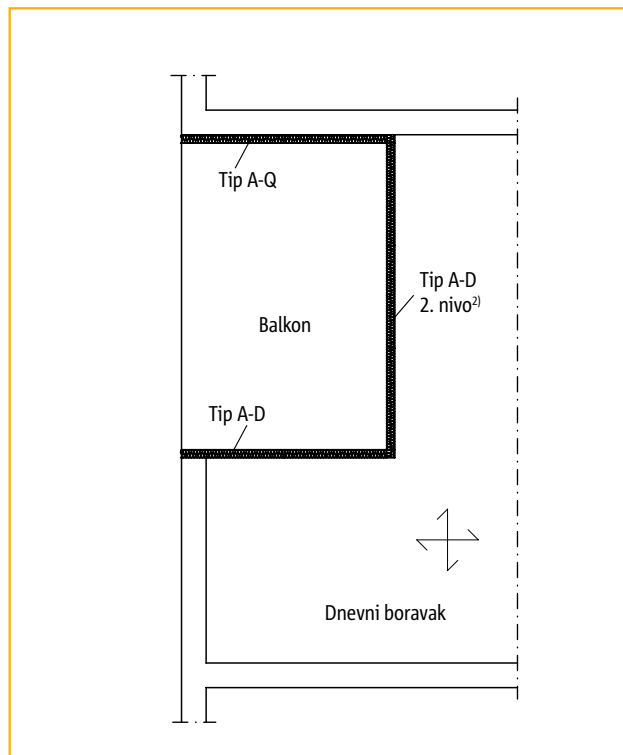 Tip A-Q
Tip A-D
2. nivo²⁾
Balkon
Tip A-D
Dnevni boravak